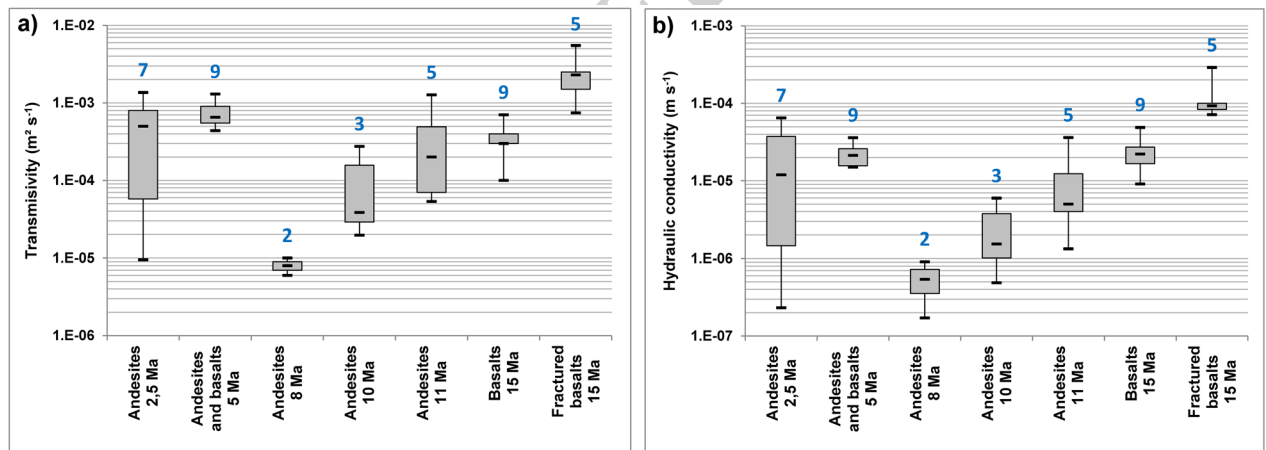 a)
Transmisivity (m² s⁻¹)
1.E-02
1.E-03
1.E-04
1.E-05
1.E-06
7
9
2
3
5
9
5
Andesites
2,5 Ma
Andesites
and basalts
5 Ma
Andesites
8 Ma
Andesites
10 Ma
Andesites
11 Ma
Basalts
15 Ma
Fractured
basalts
15 Ma
b)
Hydraulic conductivity (m s⁻¹)
1.E-03
1.E-04
1.E-05
1.E-06
1.E-07
7
9
2
3
5
9
5
Andesites
2,5 Ma
Andesites
and basalts
5 Ma
Andesites
8 Ma
Andesites
10 Ma
Andesites
11 Ma
Basalts
15 Ma
Fractured
basalts
15 Ma